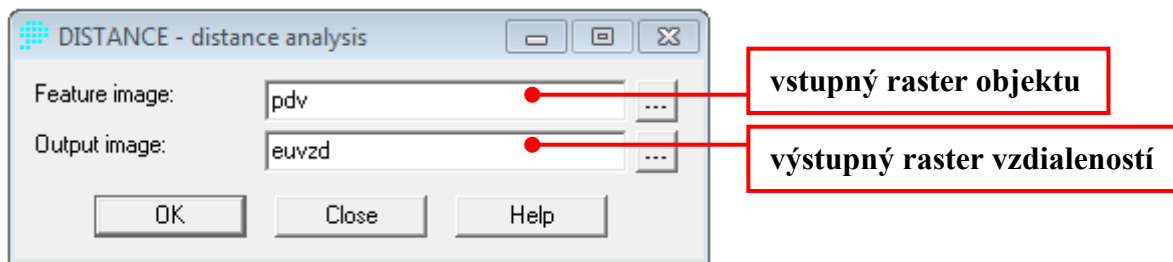 DISTANCE - distance analysis
Feature image: pdv ...
vstupný raster objektu
Output image: euvzd ...
výstupný raster vzdialeností
OK Close Help